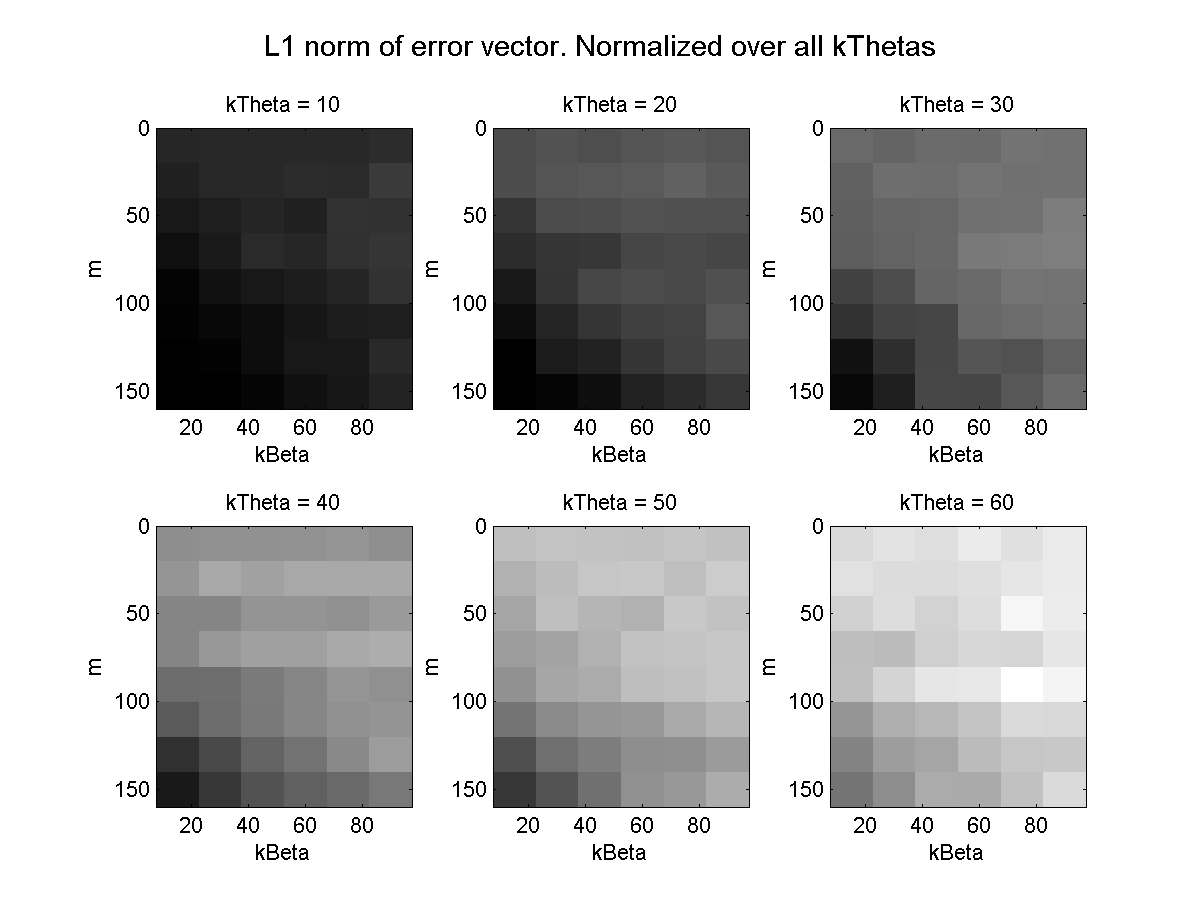 L1 norm of error vector. Normalized over all kThetas
kTheta = 10
0
50
100
150
m
20 40 60 80
kBeta
kTheta = 20
0
50
100
150
m
20 40 60 80
kBeta
kTheta = 30
0
50
100
150
m
20 40 60 80
kBeta
kTheta = 40
0
50
100
150
m
20 40 60 80
kBeta
kTheta = 50
0
50
100
150
m
20 40 60 80
kBeta
kTheta = 60
0
50
100
150
m
20 40 60 80
kBeta